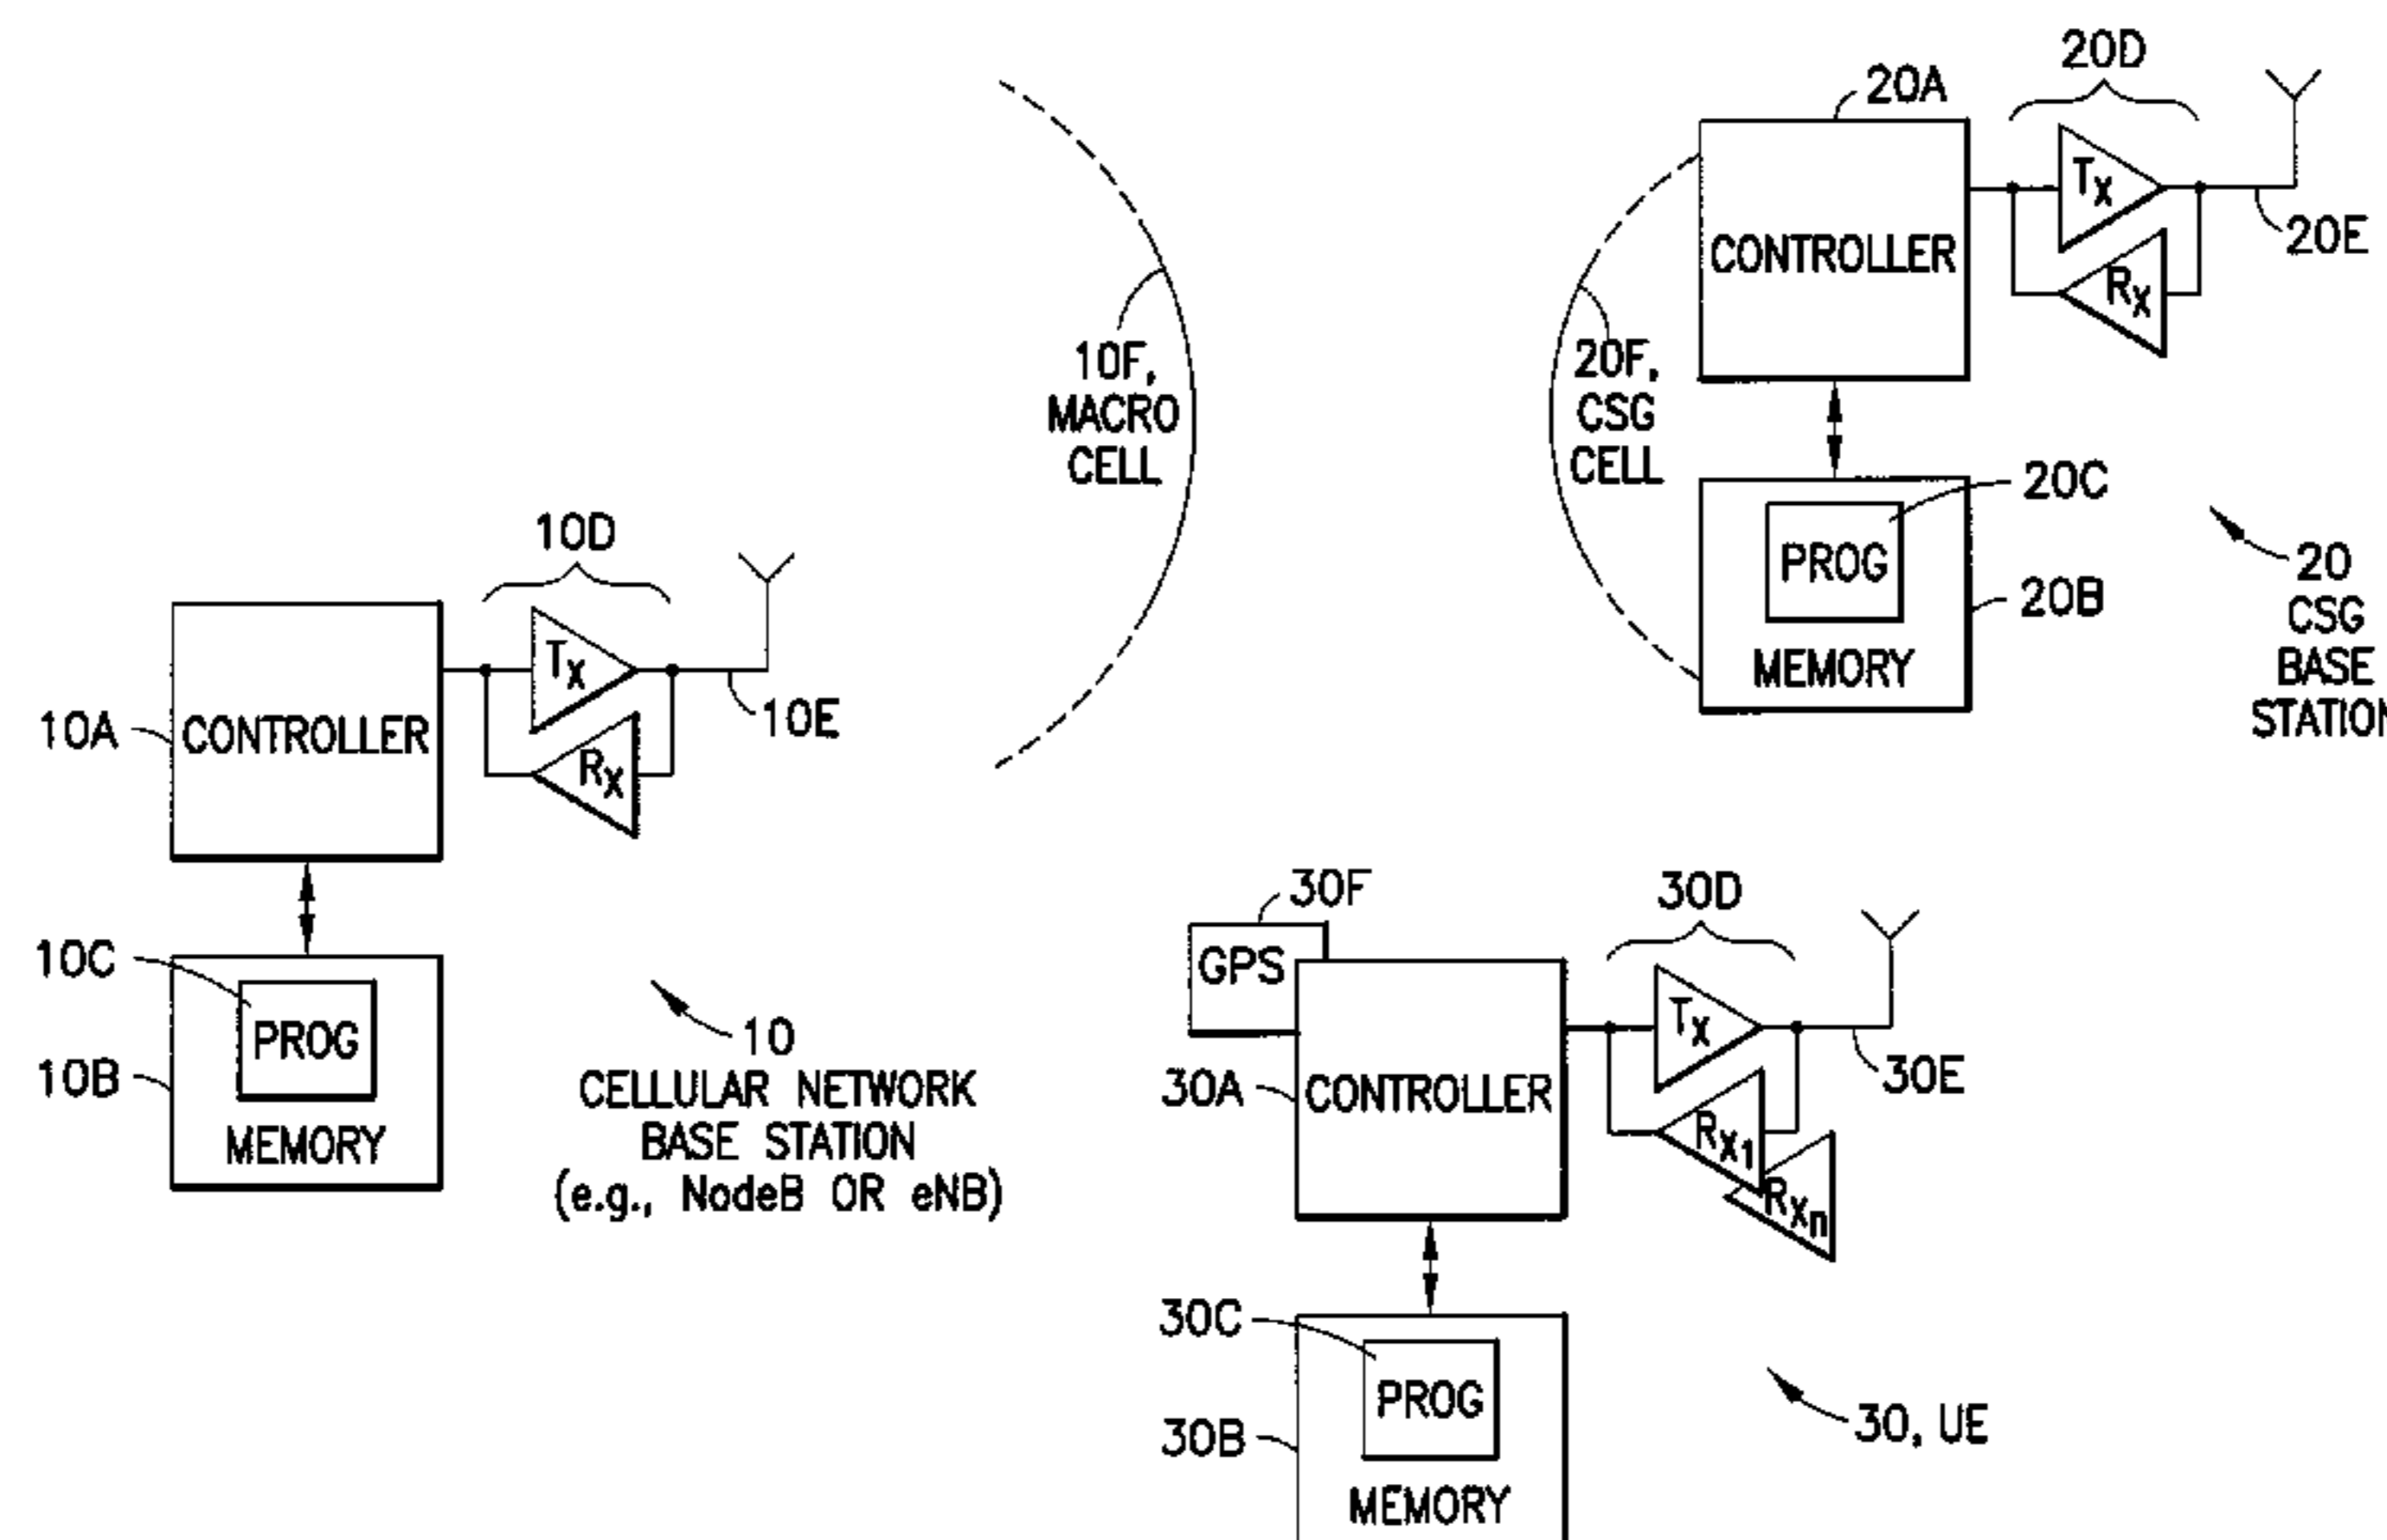 20D
20A
CONTROLLER
Tx
Rx
20E
10F,
MACRO
CELL
20F,
CSG
CELL
20C
PROG
20B
MEMORY
20
CSG
BASE
STATION
10D
10A
CONTROLLER
Tx
Rx
10E
10C
PROG
10B
MEMORY
10
CELLULAR NETWORK
BASE STATION
(e.g., NodeB OR eNB)
30F
GPS
30D
30A
CONTROLLER
Tx
Rx1
Rxn
30E
30C
PROG
30B
MEMORY
30, UE